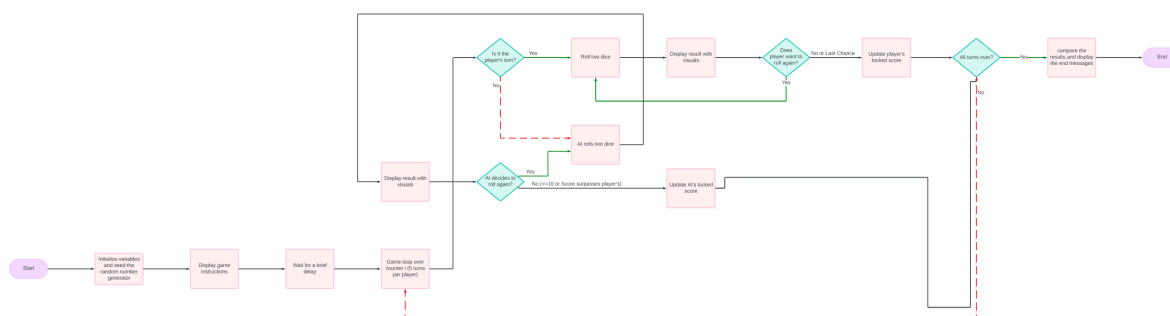 Is it the
player's turn?
Yes
No
Roll two dice
Display result with
visuals
Does
player want to
roll again?
Yes
No or Last Chance
Update player's
locked score
All turns over?
Yes
No
compare the
results and display
the end messages
End
AI rolls two dice
Display result with
visuals
AI decides to
roll again?
Yes
No (>=10 or Score surpasses player's)
Update AI's locked
score
Start
Initialize variables
and seed the
random number
generator
Display game
instructions
Wait for a brief
delay
Game loop over
counter i (5 turns
per player)